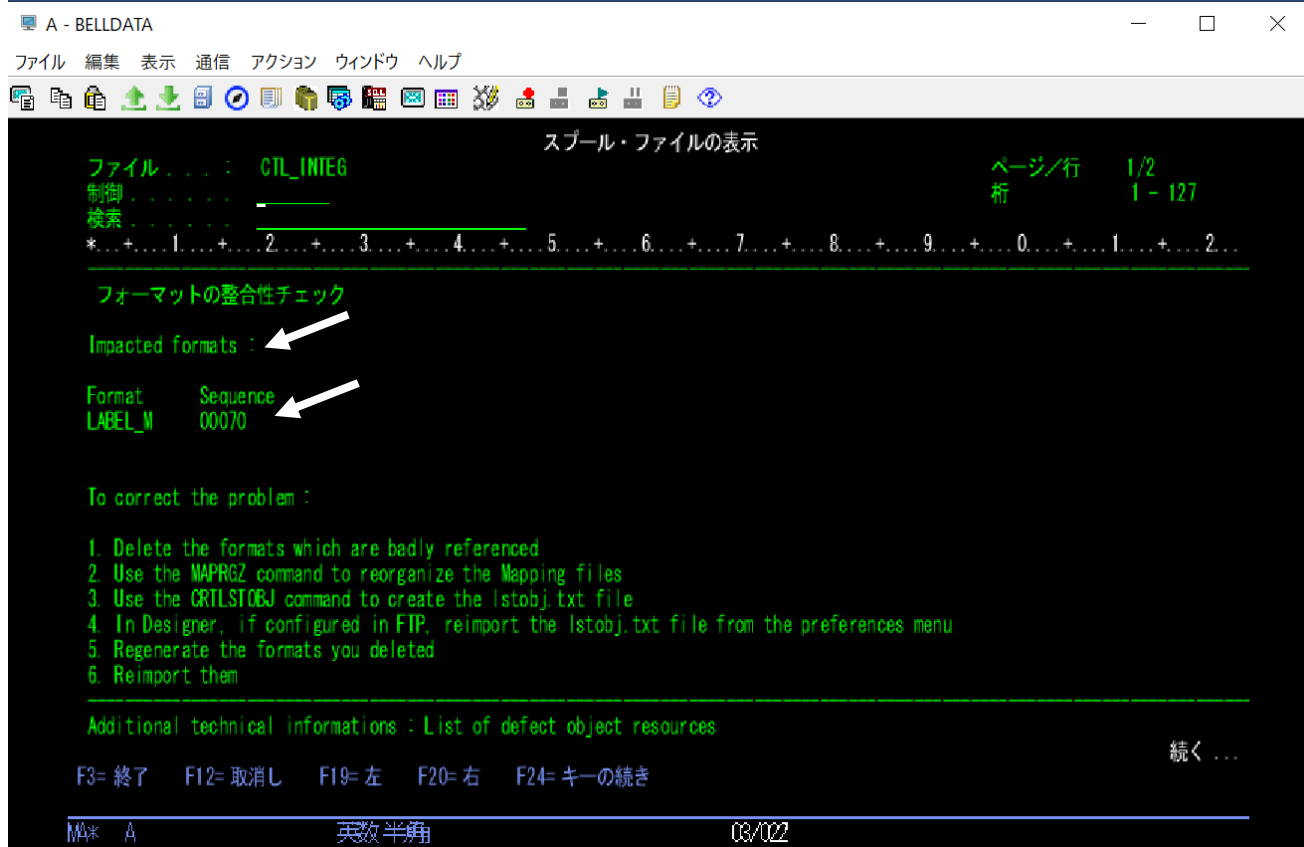 A - BELLDATA
ファイル 編集 表示 通信 アクション ウィンドウ ヘルプ
スプール・ファイルの表示
ファイル . . . : CTL_INTEG ページ／行 1/2
制御 . . . . . . 桁 1 - 127
検索 . . . . . .
*...+....1....+....2....+....3....+....4....+....5....+....6....+....7....+....8....+....9....+....0....+....1....+....2...
フォーマットの整合性チェック
Impacted formats :
Format Sequence
LABEL_M 00070
To correct the problem :
1. Delete the formats which are badly referenced
2. Use the MAPRGZ command to reorganize the Mapping files
3. Use the CRTLSTOBJ command to create the lstobj.txt file
4. In Designer, if configured in FTP, reimport the lstobj.txt file from the preferences menu
5. Regenerate the formats you deleted
6. Reimport them
Additional technical informations : List of defect object resources
続く ...
F3= 終了 F12= 取消し F19= 左 F20= 右 F24= キーの続き
MA* A 英数 半角 03/022